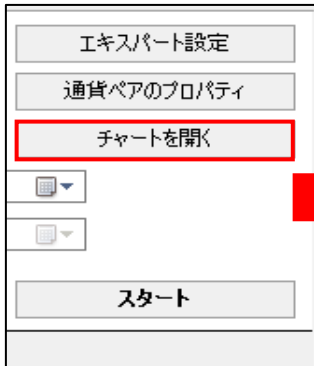 エキスパート設定
通貨ペアのプロパティ
チャートを開く
スタート